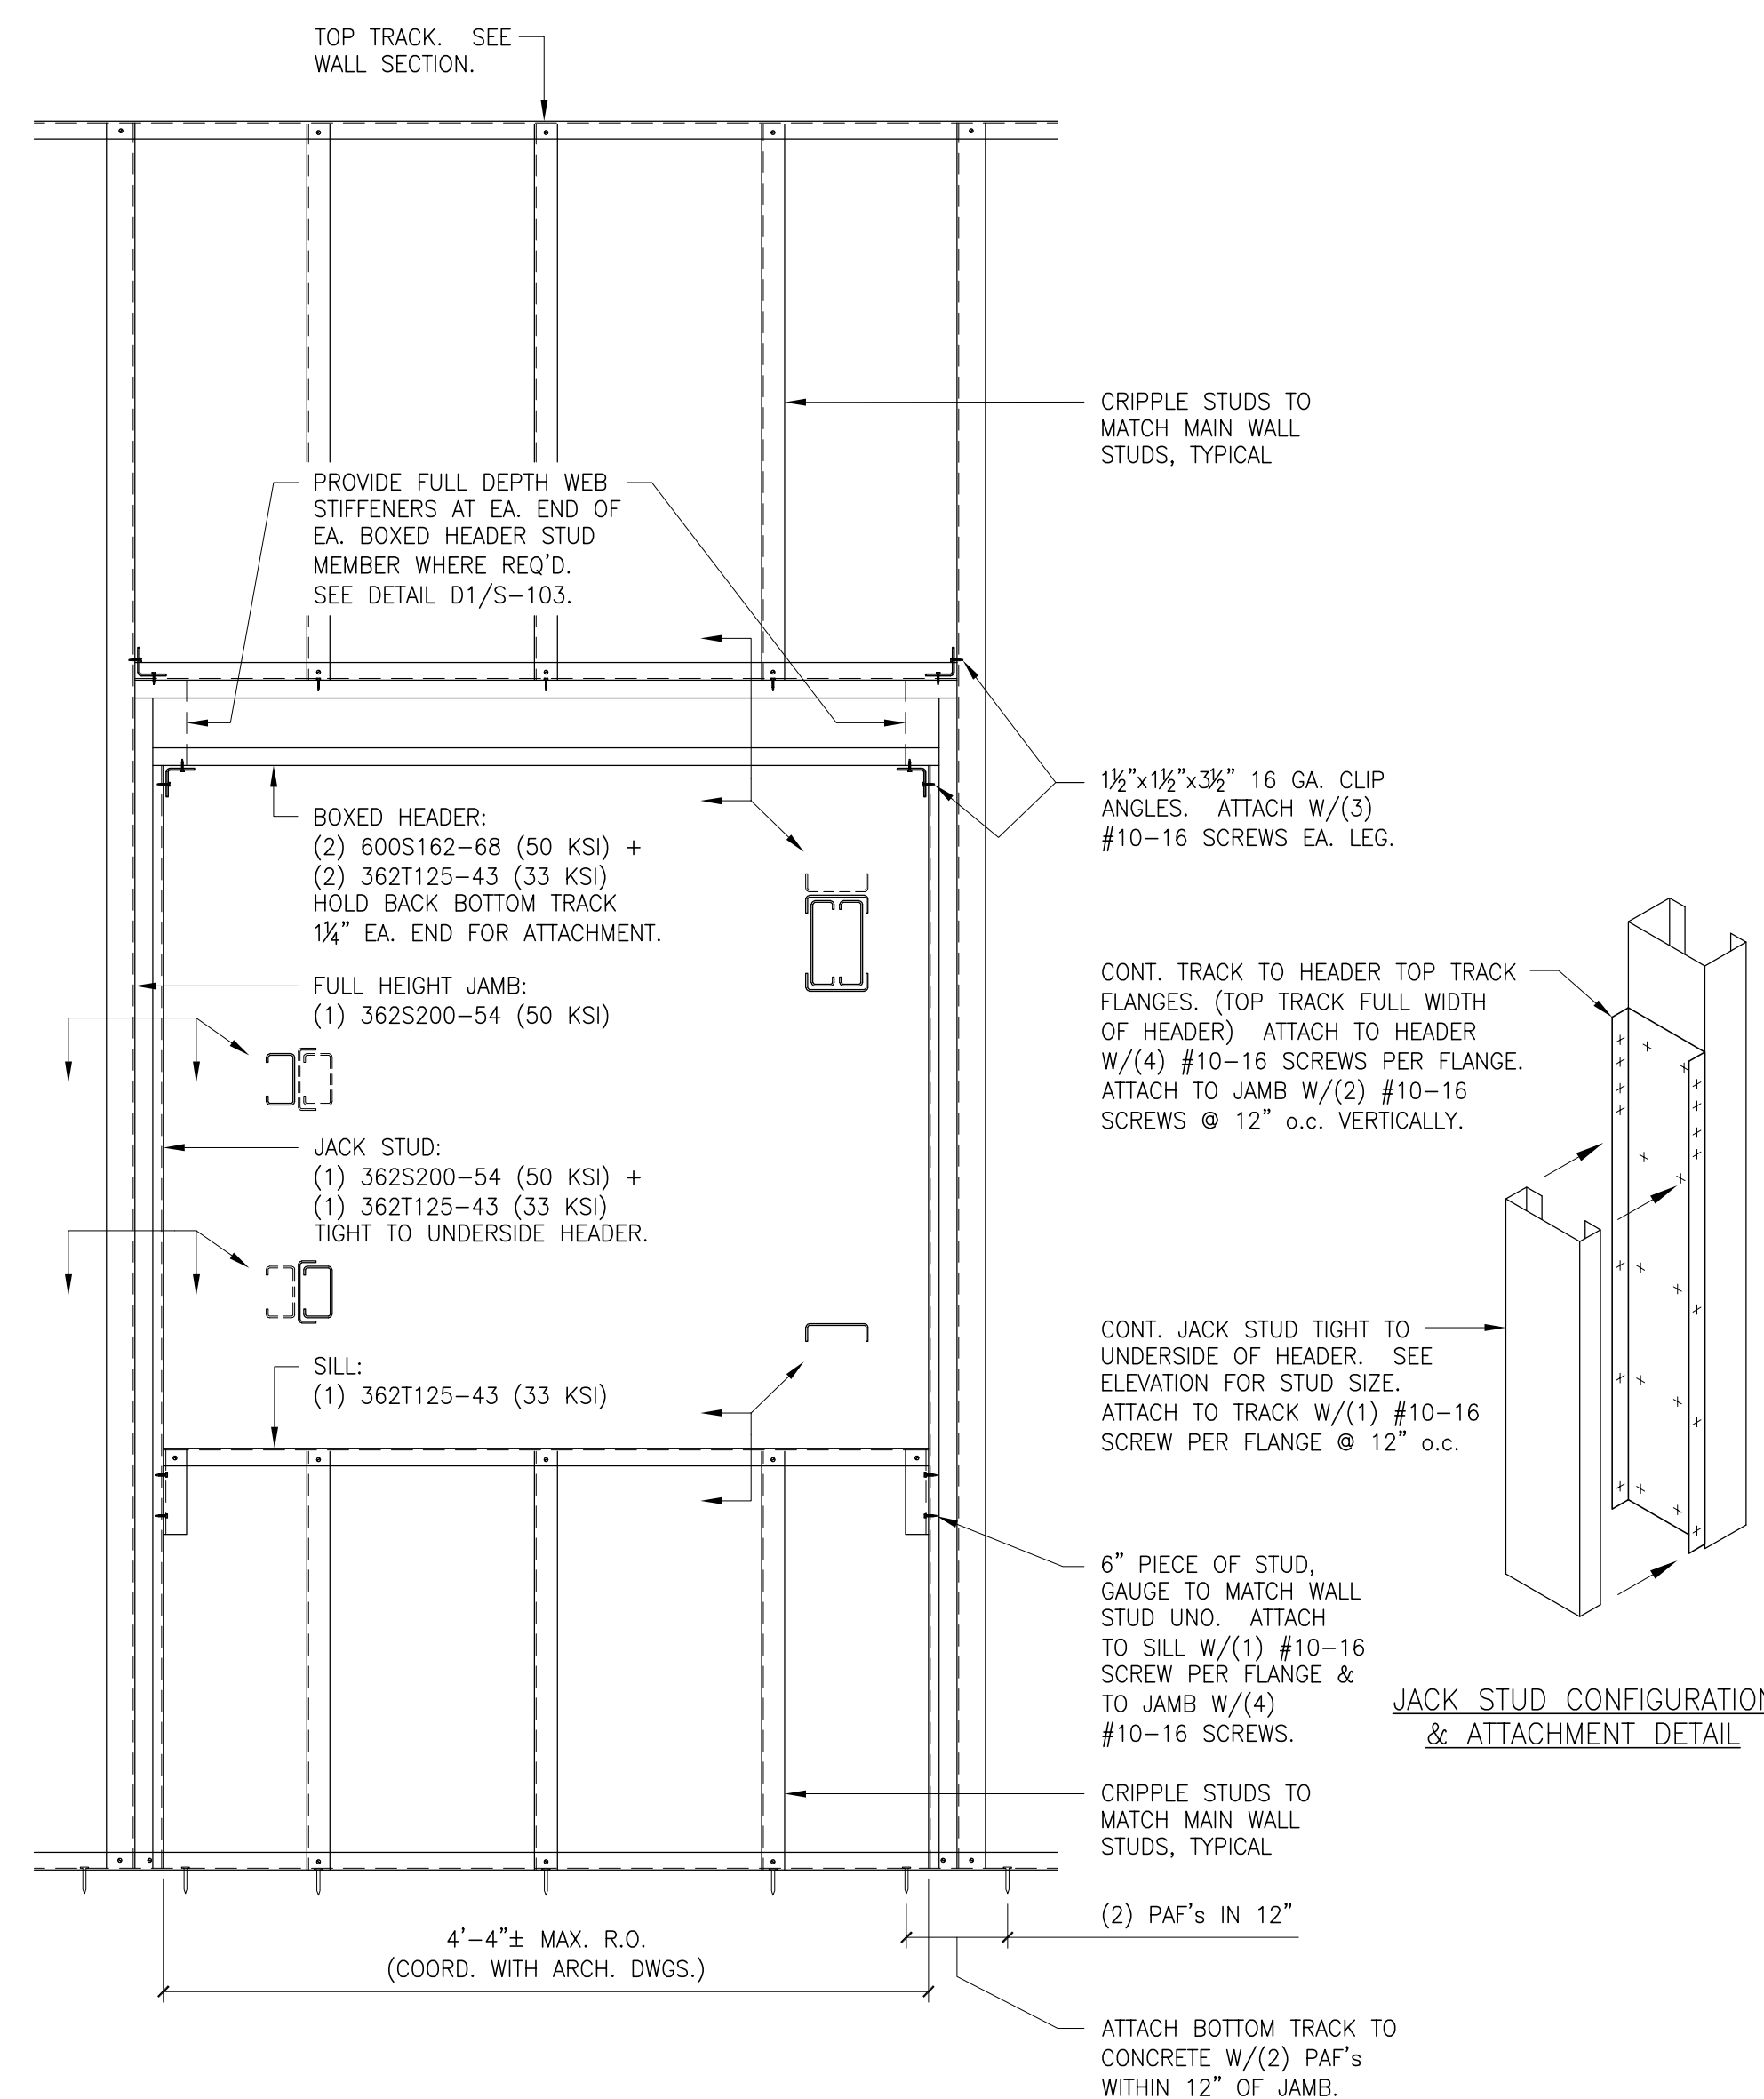 TOP TRACK. SEE
WALL SECTION.
CRIPPLE STUDS TO
MATCH MAIN WALL
STUDS, TYPICAL
PROVIDE FULL DEPTH WEB
STIFFENERS AT EA. END OF
EA. BOXED HEADER STUD
MEMBER WHERE REQ'D.
SEE DETAIL D1/S-103.
1½"x1½"x3½" 16 GA. CLIP
ANGLES. ATTACH W/(3)
#10-16 SCREWS EA. LEG.
BOXED HEADER:
(2) 600S162-68 (50 KSI) +
(2) 362T125-43 (33 KSI)
HOLD BACK BOTTOM TRACK
1¼" EA. END FOR ATTACHMENT.
FULL HEIGHT JAMB:
(1) 362S200-54 (50 KSI)
CONT. TRACK TO HEADER TOP TRACK
FLANGES. (TOP TRACK FULL WIDTH
OF HEADER) ATTACH TO HEADER
W/(4) #10-16 SCREWS PER FLANGE.
ATTACH TO JAMB W/(2) #10-16
SCREWS @ 12" o.c. VERTICALLY.
JACK STUD:
(1) 362S200-54 (50 KSI) +
(1) 362T125-43 (33 KSI)
TIGHT TO UNDERSIDE HEADER.
CONT. JACK STUD TIGHT TO
UNDERSIDE OF HEADER. SEE
ELEVATION FOR STUD SIZE.
ATTACH TO TRACK W/(1) #10-16
SCREW PER FLANGE @ 12" o.c.
SILL:
(1) 362T125-43 (33 KSI)
6" PIECE OF STUD,
GAUGE TO MATCH WALL
STUD UNO. ATTACH
TO SILL W/(1) #10-16
SCREW PER FLANGE &
TO JAMB W/(4)
#10-16 SCREWS.
JACK STUD CONFIGURATION
& ATTACHMENT DETAIL
CRIPPLE STUDS TO
MATCH MAIN WALL
STUDS, TYPICAL
(2) PAF's IN 12"
4'-4"± MAX. R.O.
(COORD. WITH ARCH. DWGS.)
ATTACH BOTTOM TRACK TO
CONCRETE W/(2) PAF's
WITHIN 12" OF JAMB.